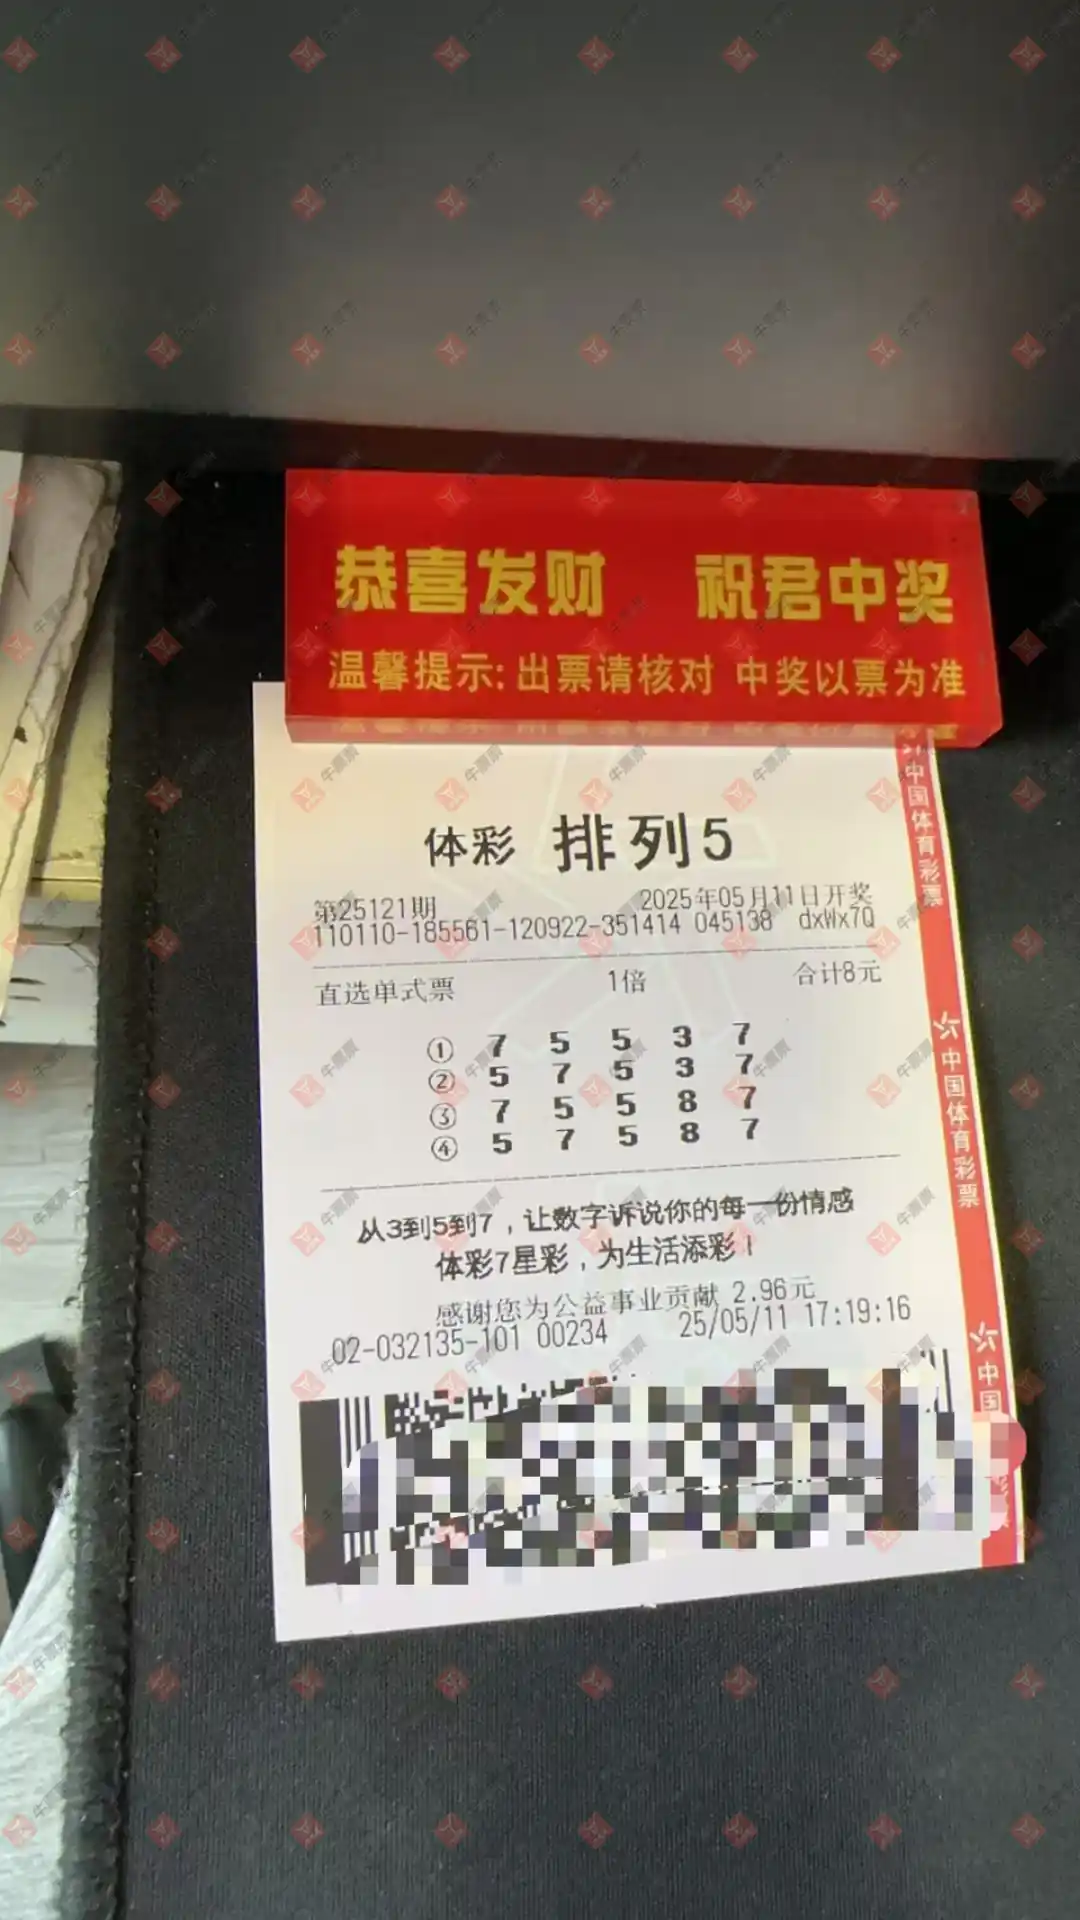 恭喜发财 祝君中奖
温馨提示:出票请核对 中奖以票为准
体彩 排列5
第25121期 2025年05月11日开奖
110110-185561-120922-351414 045138 dxWx7Q
直选单式票 1倍 合计8元
① 7 5 5 3 7
② 5 7 5 3 7
③ 7 5 5 8 7
④ 5 7 5 8 7
从3到5到7，让数字诉说你的每一份情感
体彩7星彩，为生活添彩！
感谢您为公益事业贡献 2.96元
02-032135-101 00234 25/05/11 17:19:16
中国体育彩票
中国体育彩票
中国
牛票票